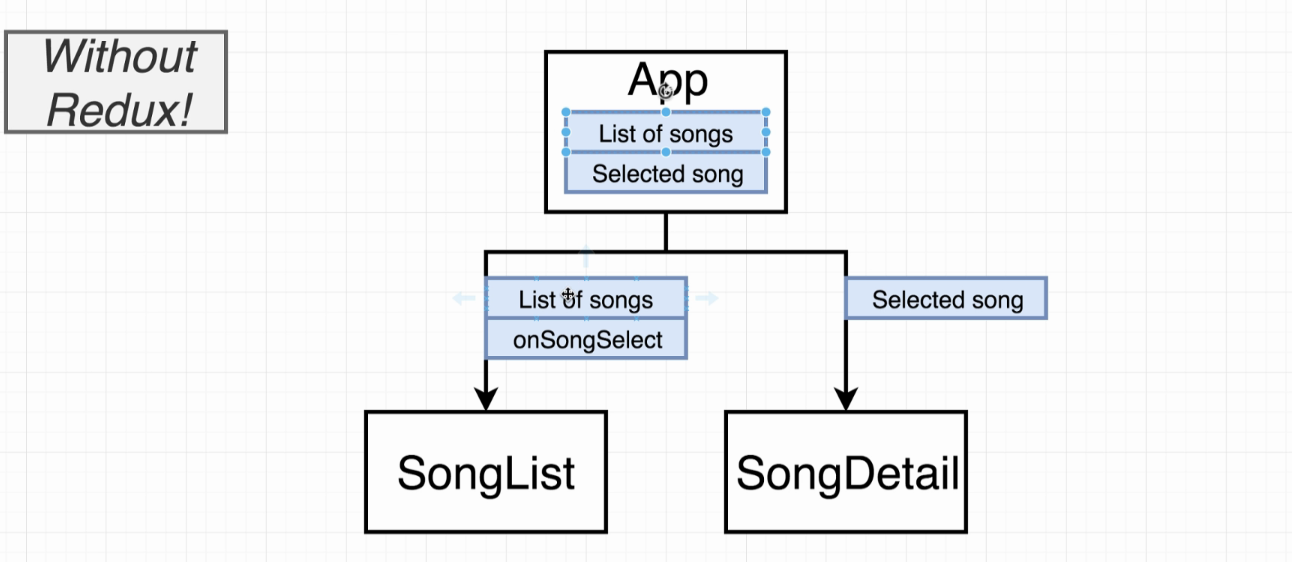 Without
Redux!
App
List of songs
Selected song
List of songs
onSongSelect
Selected song
SongList
SongDetail